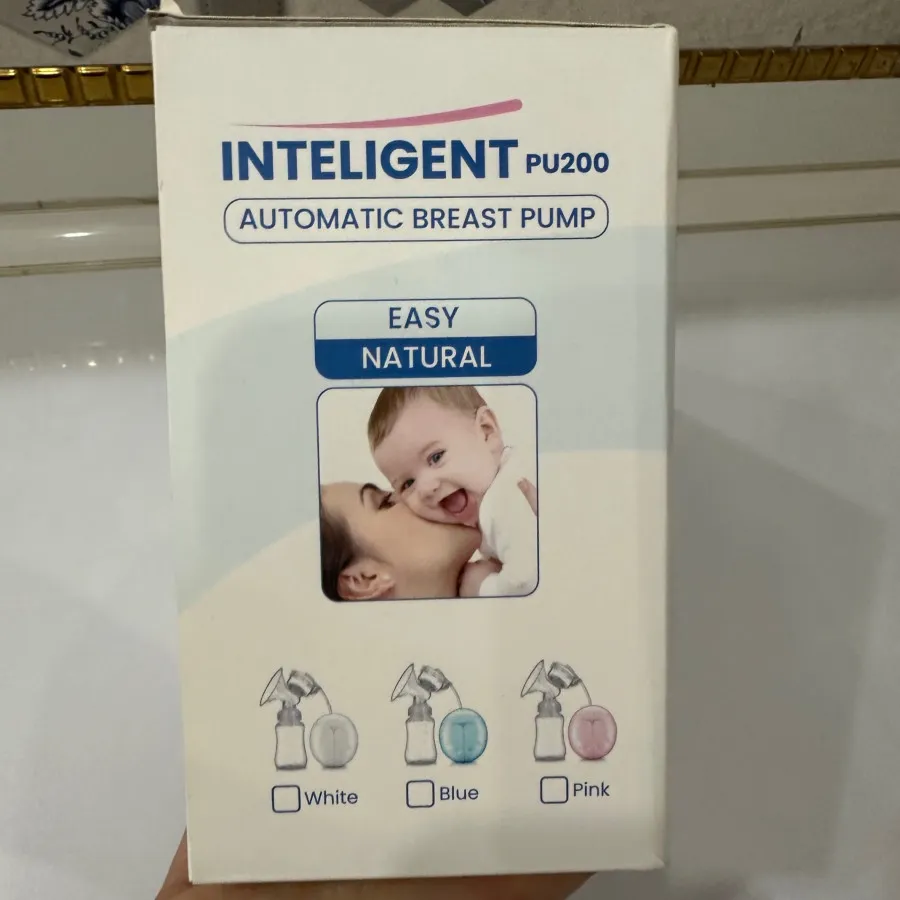 INTELIGENT PU200
AUTOMATIC BREAST PUMP
EASY
NATURAL
White Blue Pink